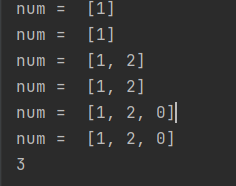 num =  [1]
num =  [1]
num =  [1, 2]
num =  [1, 2]
num =  [1, 2, 0]
num =  [1, 2, 0]
3